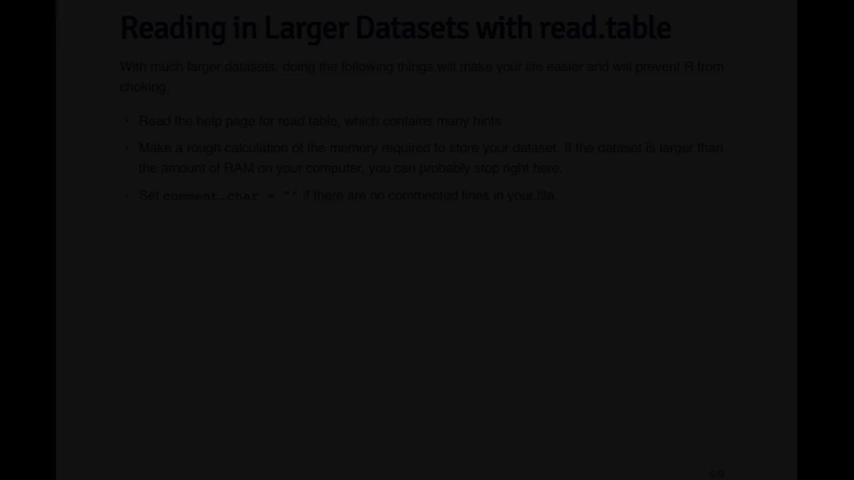 Reading in Larger Datasets with read.table
With much larger datasets, doing the following things will make your life easier and will prevent R from
choking.
· Read the help page for read.table, which contains many hints
· Make a rough calculation of the memory required to store your dataset. If the dataset is larger than
the amount of RAM on your computer, you can probably stop right here.
· Set comment.char = "" if there are no commented lines in your file.